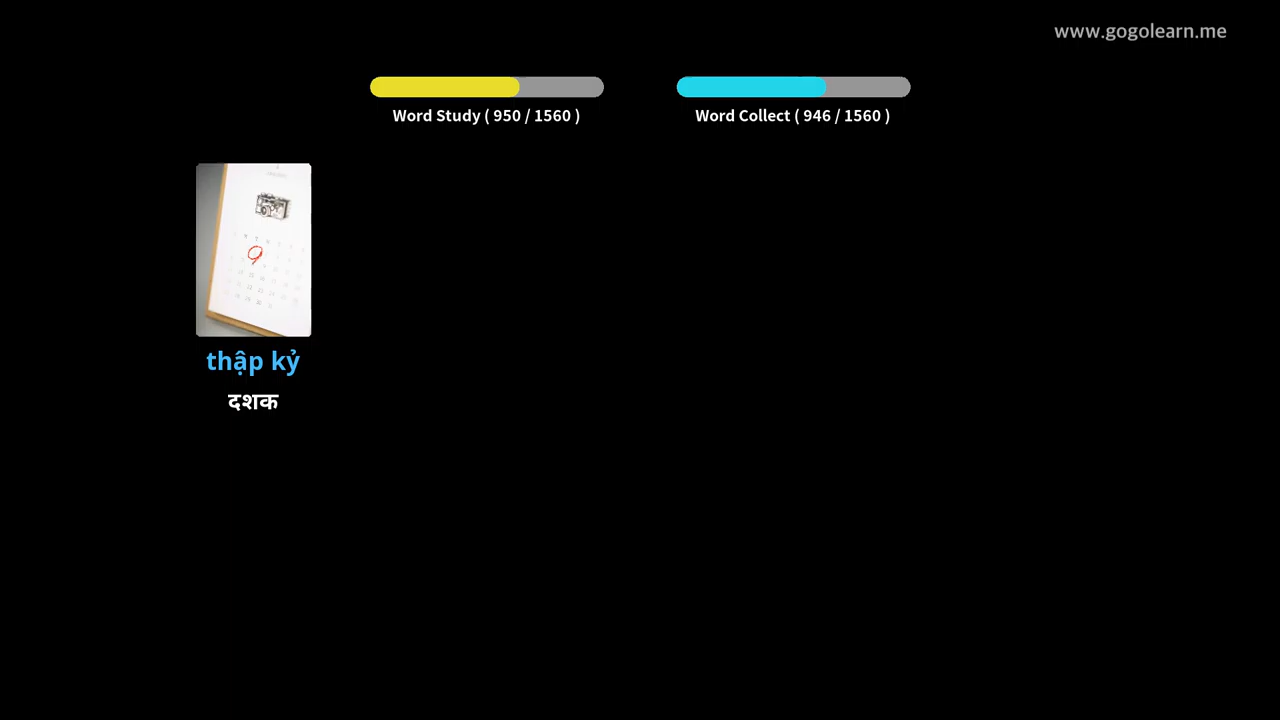 www.gogolearn.me
Word Study ( 950 / 1560 )
Word Collect ( 946 / 1560 )
thập kỷ
दशक